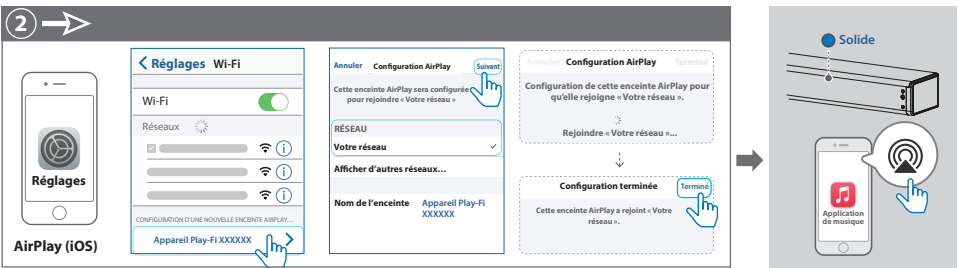 2
Réglages
AirPlay (iOS)
Réglages Wi-Fi
Wi-Fi
Réseaux
CONFIGURATION D'UNE NOUVELLE ENCEINTE AIRPLAY...
Appareil Play-Fi XXXXXX
Annuler Configuration AirPlay Suivant
Cette enceinte AirPlay sera configurée
pour rejoindre « Votre réseau »
RÉSEAU
Votre réseau
Afficher d'autres réseaux...
Nom de l'enceinte Appareil Play-Fi
XXXXXX
Annuler Configuration AirPlay Terminé
Configuration de cette enceinte AirPlay pour
qu'elle rejoigne « Votre réseau ».
Rejoindre « Votre réseau »...
Configuration terminée Terminé
Cette enceinte AirPlay a rejoint « Votre
réseau ».
Solide
Application
de musique